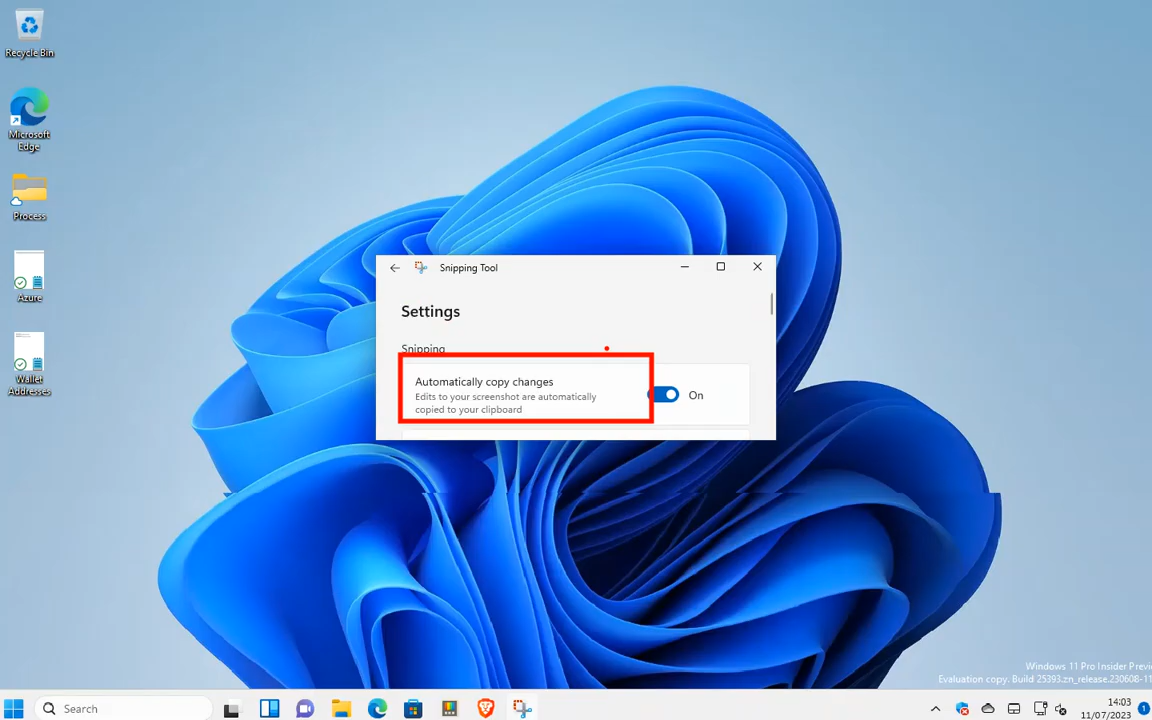 Recycle Bin
Microsoft
Edge
Process
Azure
Wallet
Addresses
Snipping Tool
Settings
Snipping
Automatically copy changes
Edits to your screenshot are automatically
copied to your clipboard
On
Windows 11 Pro Insider Previ
Evaluation copy. Build 25393.zn_release.230608-11
Search
14:03
11/07/2023
1